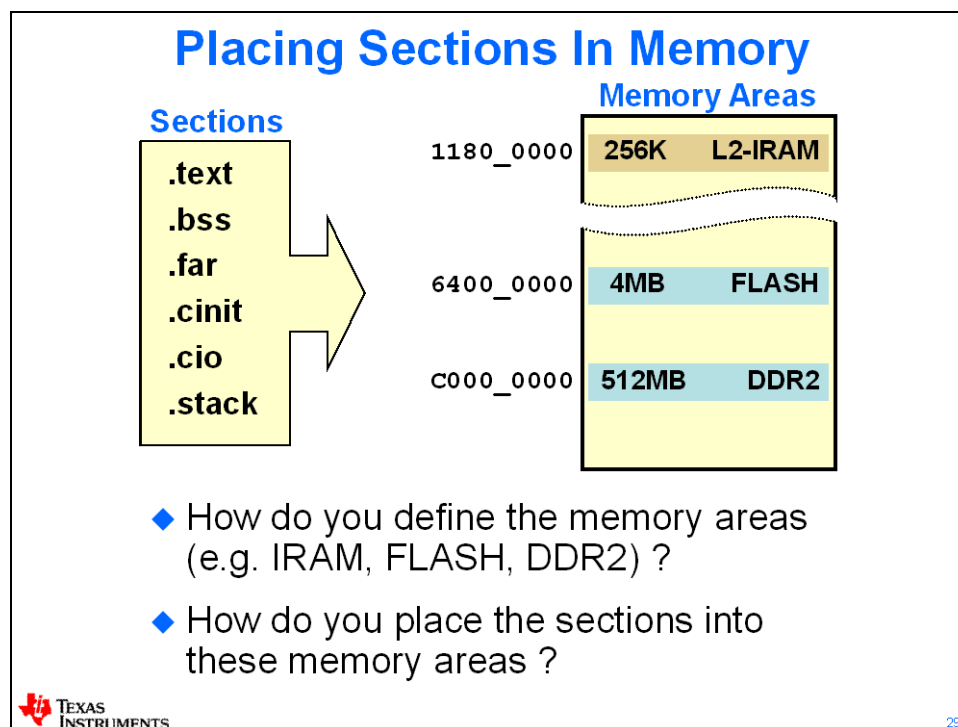 Placing Sections In Memory
Memory Areas
Sections
.text
.bss
.far
.cinit
.cio
.stack
1180_0000 256K L2-IRAM
6400_0000 4MB FLASH
C000_0000 512MB DDR2
How do you define the memory areas
(e.g. IRAM, FLASH, DDR2) ?
How do you place the sections into
these memory areas ?
TEXAS
INSTRUMENTS
29